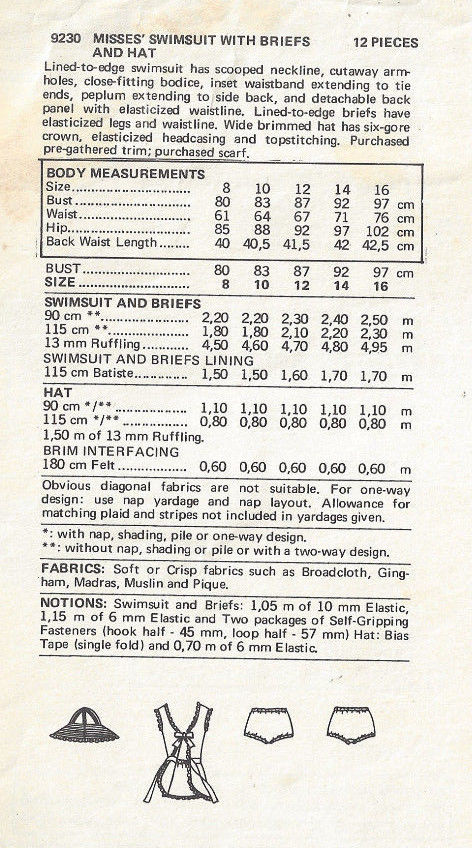 9230 MISSES' SWIMSUIT WITH BRIEFS 12 PIECES
AND HAT
Lined-to-edge swimsuit has scooped neckline, cutaway arm-
holes, close-fitting bodice, inset waistband extending to tie
ends, peplum extending to side back, and detachable back
panel with elasticized waistline. Lined-to-edge briefs have
elasticized legs and waistline. Wide brimmed hat has six-gore
crown, elasticized headcasing and topstitching. Purchased
pre-gathered trim; purchased scarf.
BODY MEASUREMENTS
Size................................ 8 10 12 14 16
Bust................................ 80 83 87 92 97 cm
Waist............................... 61 64 67 71 76 cm
Hip................................. 85 88 92 97 102 cm
Back Waist Length........ 40 40,5 41,5 42 42,5 cm
BUST............................. 80 83 87 92 97 cm
SIZE.............................. 8 10 12 14 16
SWIMSUIT AND BRIEFS
90 cm **....................... 2,20 2,20 2,30 2,40 2,50 m
115 cm **..................... 1,80 1,80 2,10 2,20 2,30 m
13 mm Ruffling............. 4,50 4,60 4,70 4,80 4,95 m
SWIMSUIT AND BRIEFS LINING
115 cm Batiste.............. 1,50 1,50 1,60 1,70 1,70 m
HAT
90 cm */**................... 1,10 1,10 1,10 1,10 1,10 m
115 cm */**................. 0,80 0,80 0,80 0,80 0,80 m
1,50 m of 13 mm Ruffling.
BRIM INTERFACING
180 cm Felt.................. 0,60 0,60 0,60 0,60 0,60 m
Obvious diagonal fabrics are not suitable. For one-way
design: use nap yardage and nap layout. Allowance for
matching plaid and stripes not included in yardages given.
*: with nap, shading, pile or one-way design.
**: without nap, shading or pile or with a two-way design.
FABRICS: Soft or Crisp fabrics such as Broadcloth, Ging-
ham, Madras, Muslin and Pique.
NOTIONS: Swimsuit and Briefs: 1,05 m of 10 mm Elastic,
1,15 m of 6 mm Elastic and Two packages of Self-Gripping
Fasteners (hook half - 45 mm, loop half - 57 mm) Hat: Bias
Tape (single fold) and 0,70 m of 6 mm Elastic.